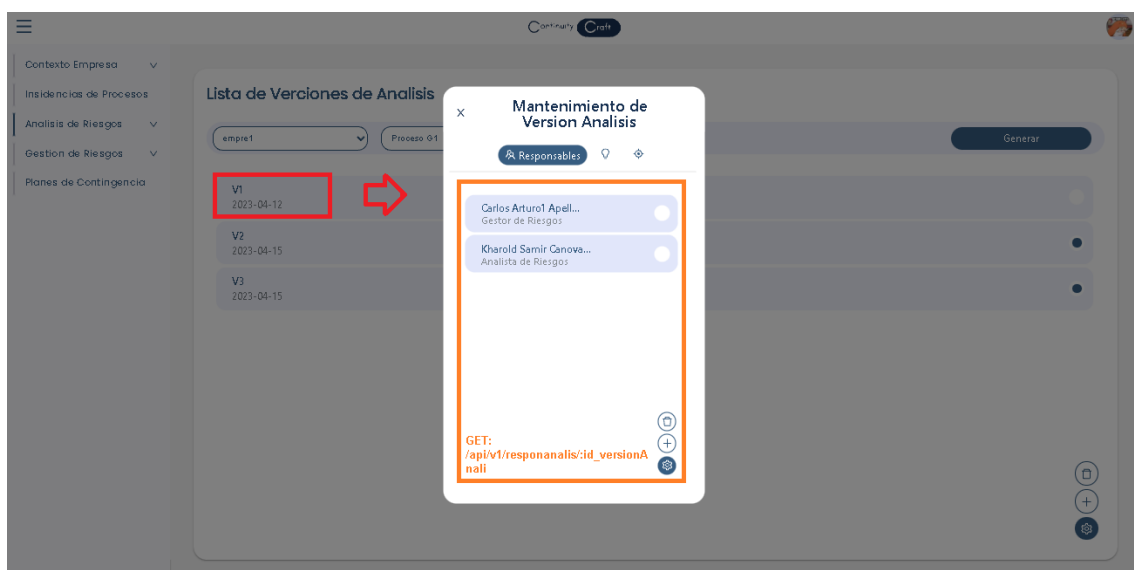 Continuity Craft
Contexto Empresa
Insidencias de Procesos
Analisis de Riesgos
Gestion de Riesgos
Planes de Contingencia
Lista de Verciones de Analisis
empre1
Proceso 01
Generar
V1
2023-04-12
V2
2023-04-15
V3
2023-04-15
X
Mantenimiento de
Version Analisis
Responsables
Carlos Arturo1 Apell...
Gestor de Riesgos
Kharold Samir Canova...
Analista de Riesgos
GET:
/api/v1/responanalis/:id_versionA
nali